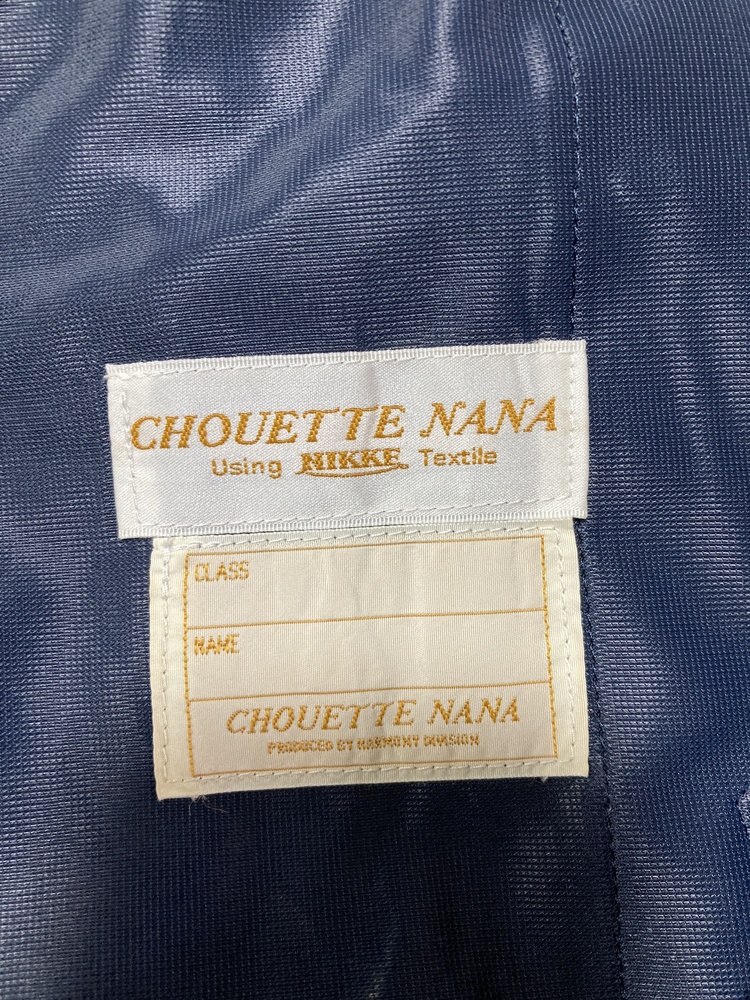 CHOUETTE NANA
Using NIKKE Textile
CLASS
NAME
CHOUETTE NANA
PRODUCED BY HARMONY DIVISION